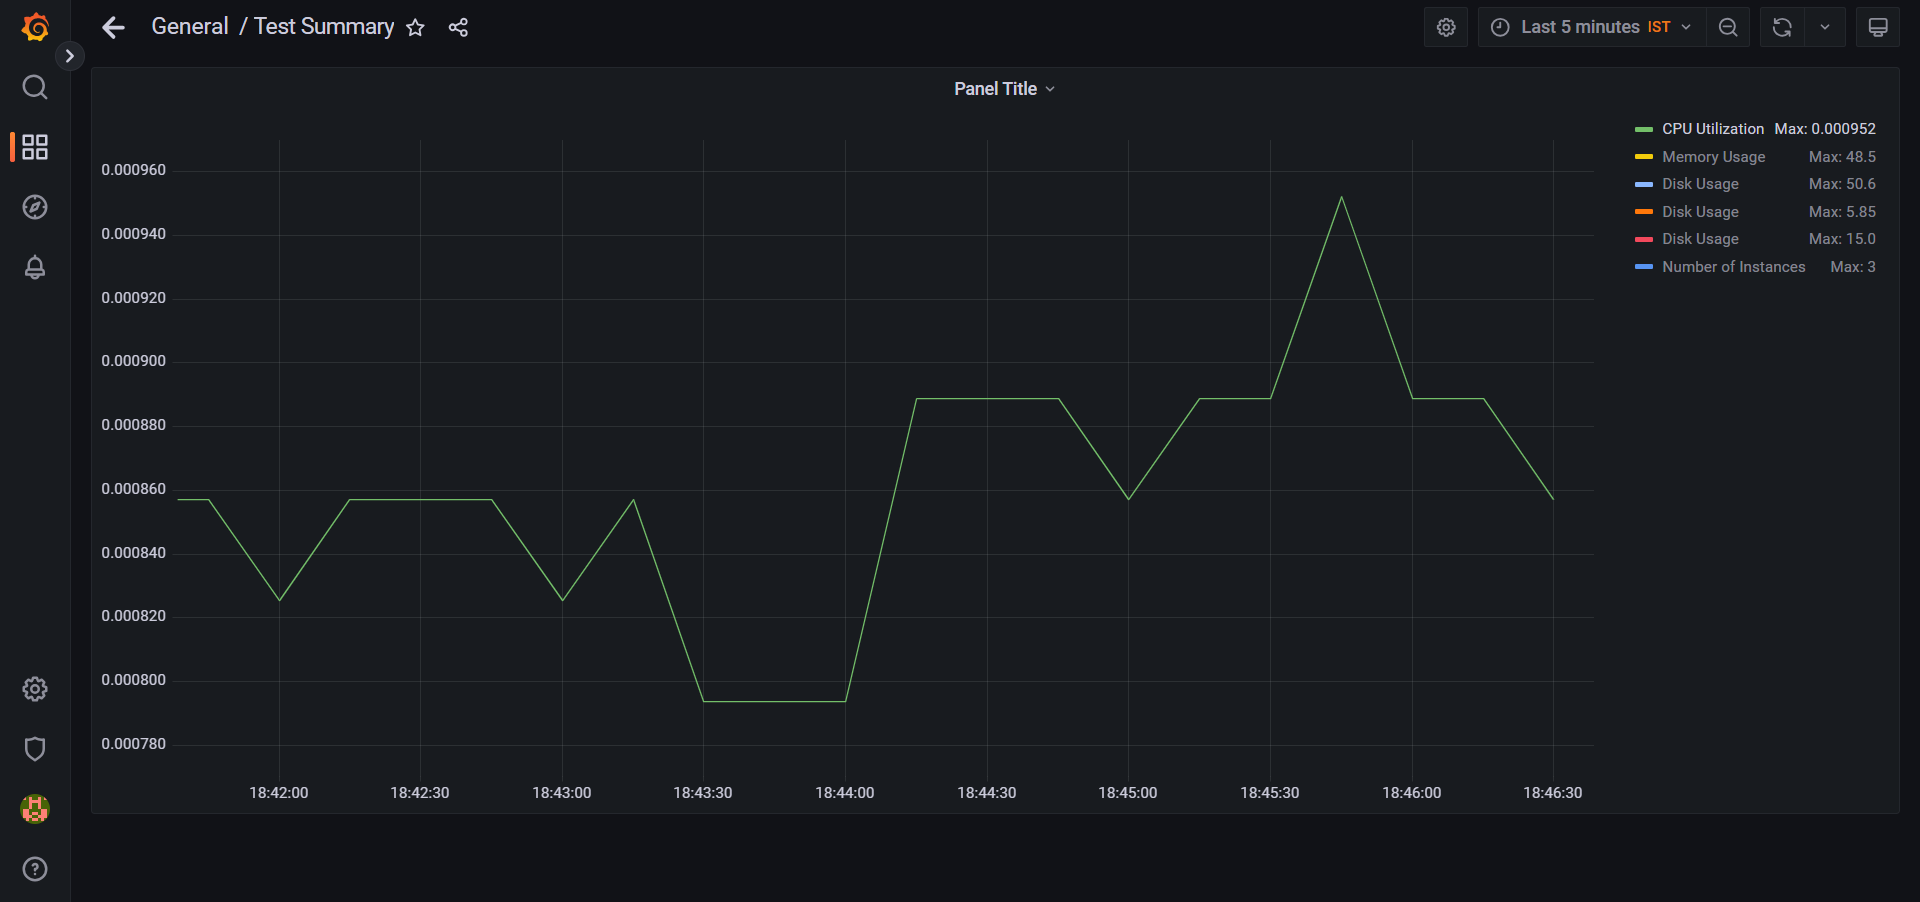 General / Test Summary
Last 5 minutes IST
Panel Title
CPU Utilization Max: 0.000952
Memory Usage Max: 48.5
Disk Usage Max: 50.6
Disk Usage Max: 5.85
Disk Usage Max: 15.0
Number of Instances Max: 3
0.000960
0.000940
0.000920
0.000900
0.000880
0.000860
0.000840
0.000820
0.000800
0.000780
18:42:00 18:42:30 18:43:00 18:43:30 18:44:00 18:44:30 18:45:00 18:45:30 18:46:00 18:46:30